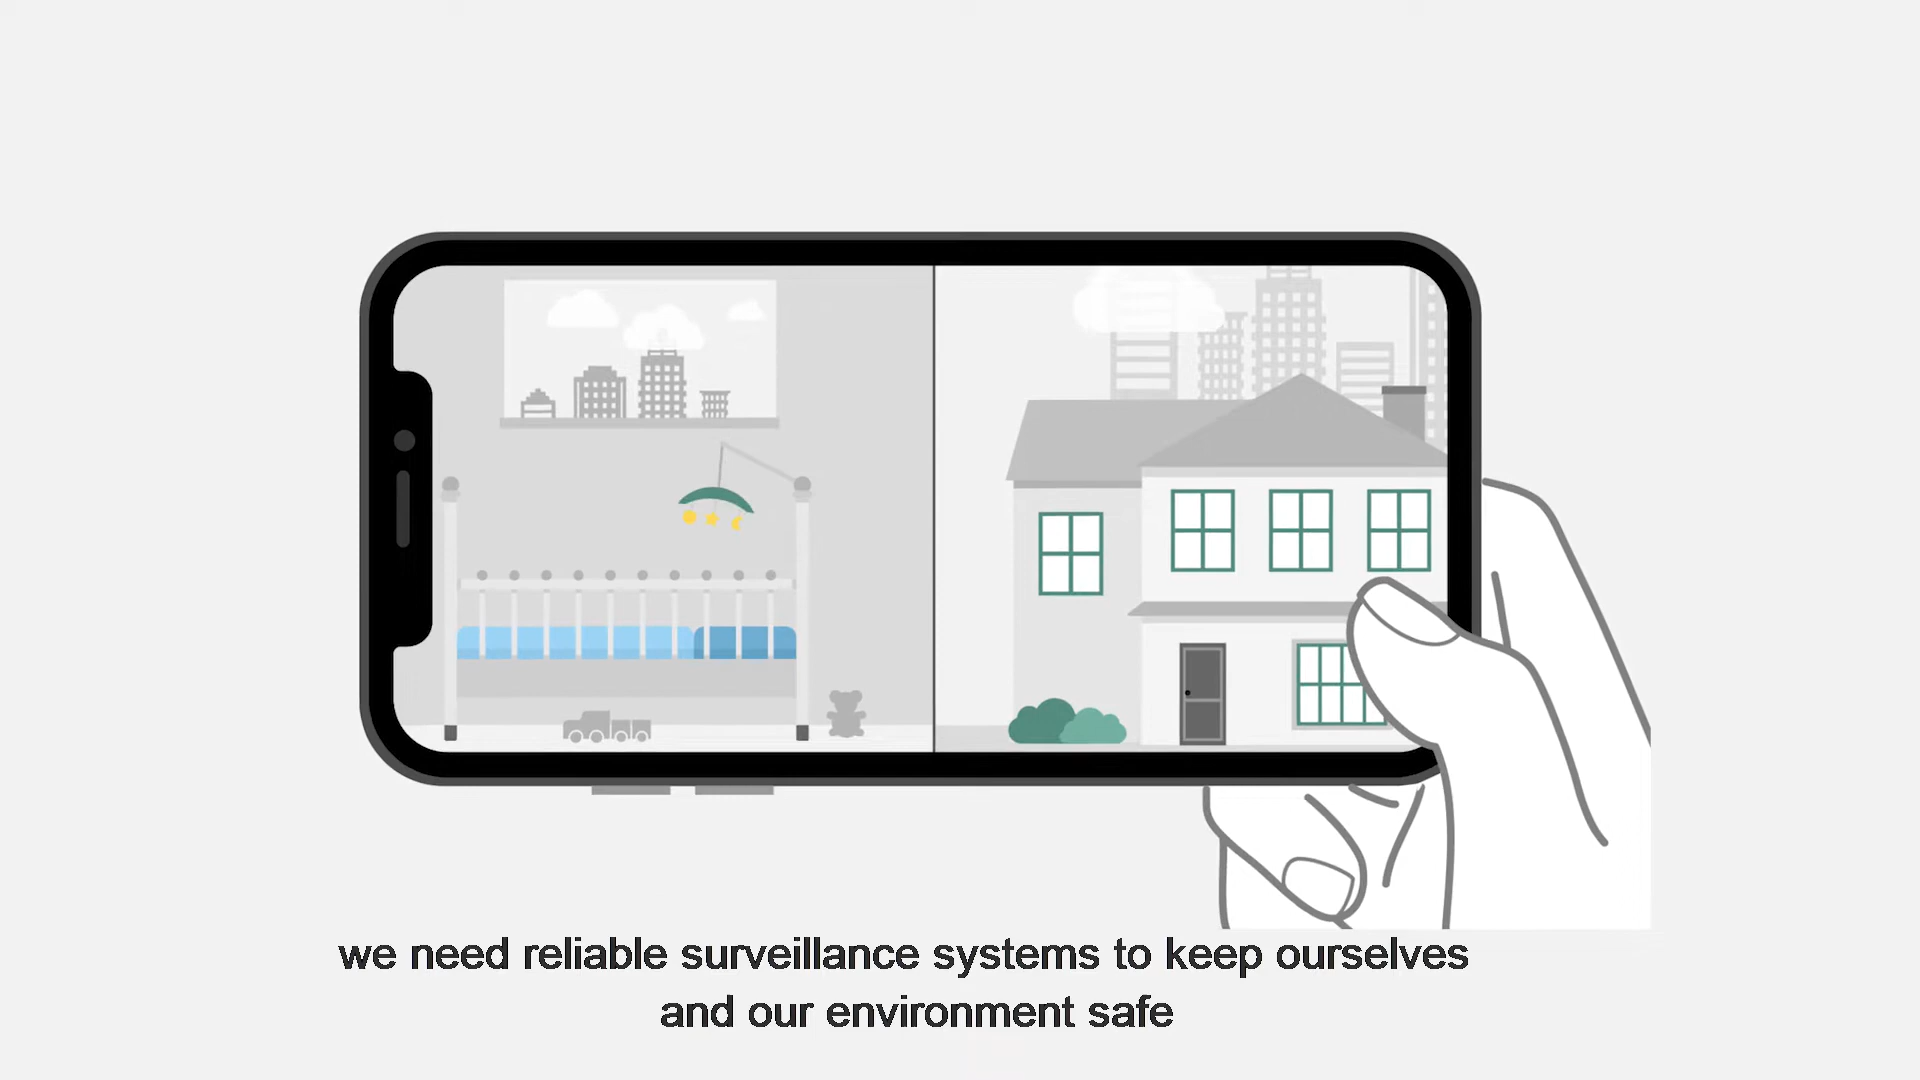 we need reliable surveillance systems to keep ourselves
and our environment safe